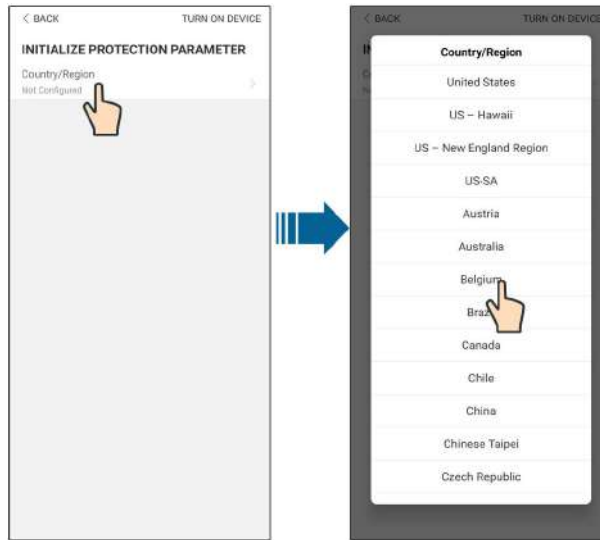 < BACK TURN ON DEVICE
INITIALIZE PROTECTION PARAMETER
Country/Region
Not Configured
< BACK TURN ON DEVICE
Country/Region
United States
US – Hawaii
US – New England Region
US-SA
Austria
Australia
Belgium
Canada
Chile
China
Chinese Taipei
Czech Republic